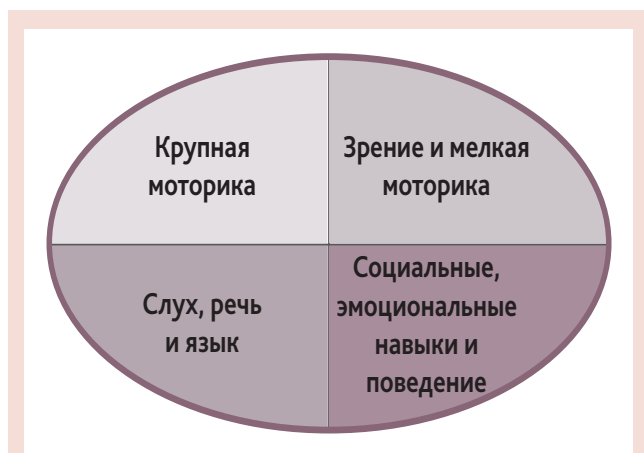 Крупная
моторика
Зрение и мелкая
моторика
Слух, речь
и язык
Социальные,
эмоциональные
навыки и
поведение